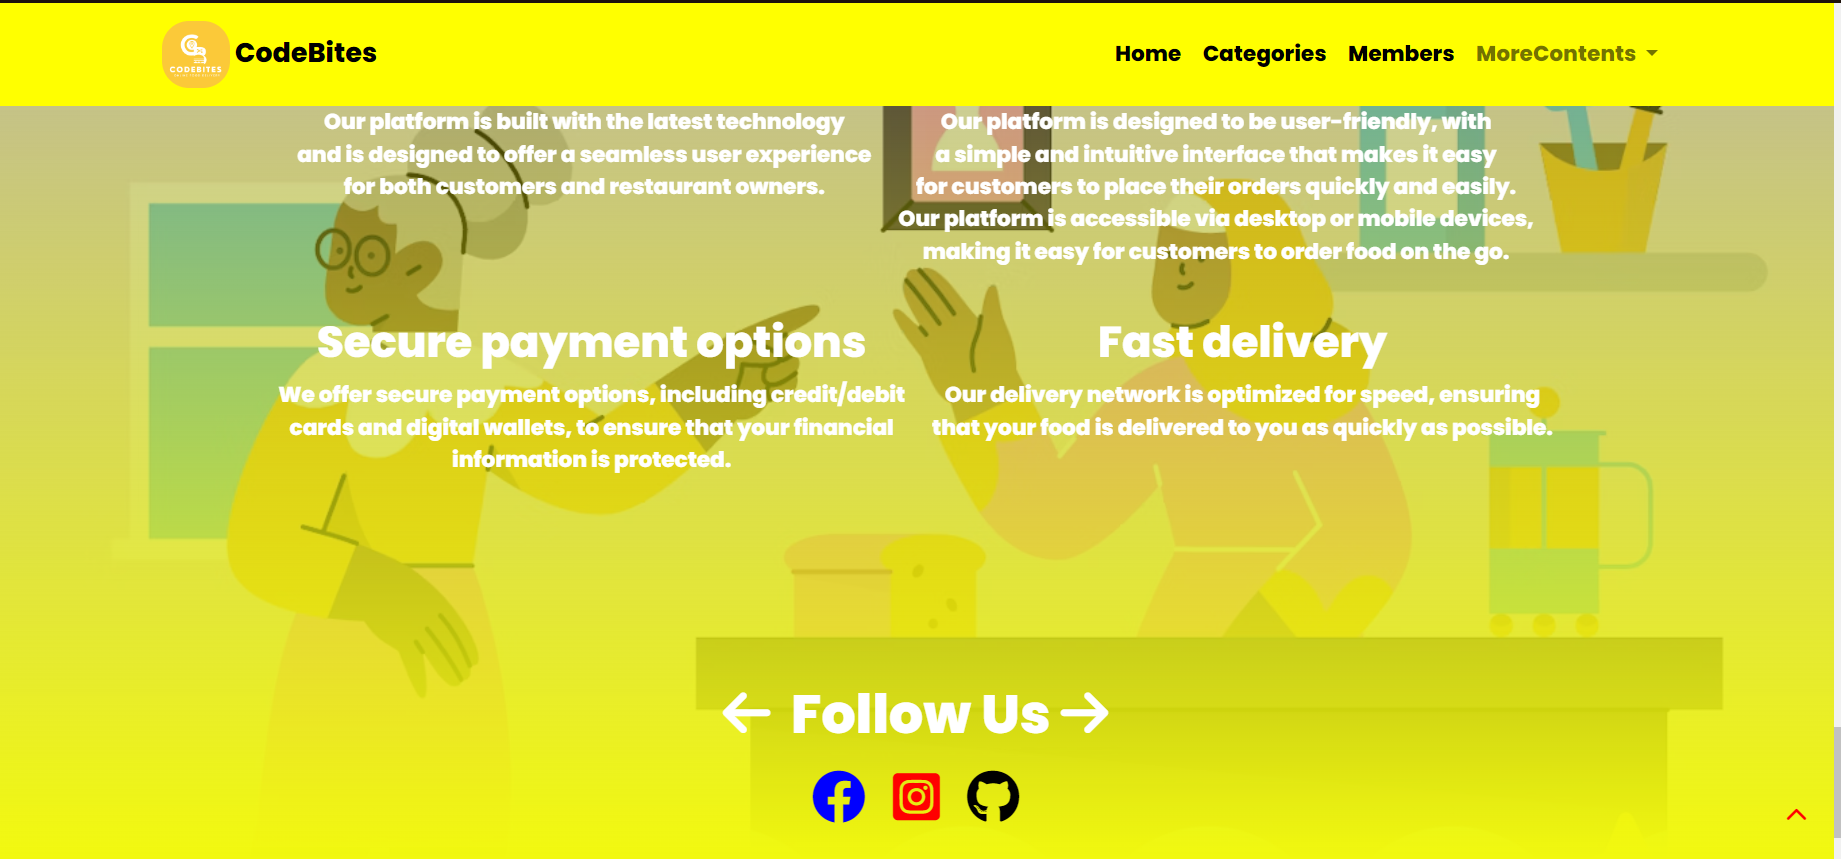 CODEBITES
CodeBites
Home Categories Members MoreContents
Our platform is built with the latest technology
and is designed to offer a seamless user experience
for both customers and restaurant owners.
Our platform is designed to be user-friendly, with
a simple and intuitive interface that makes it easy
for customers to place their orders quickly and easily.
Our platform is accessible via desktop or mobile devices,
making it easy for customers to order food on the go.
Secure payment options
We offer secure payment options, including credit/debit
cards and digital wallets, to ensure that your financial
information is protected.
Fast delivery
Our delivery network is optimized for speed, ensuring
that your food is delivered to you as quickly as possible.
Follow Us